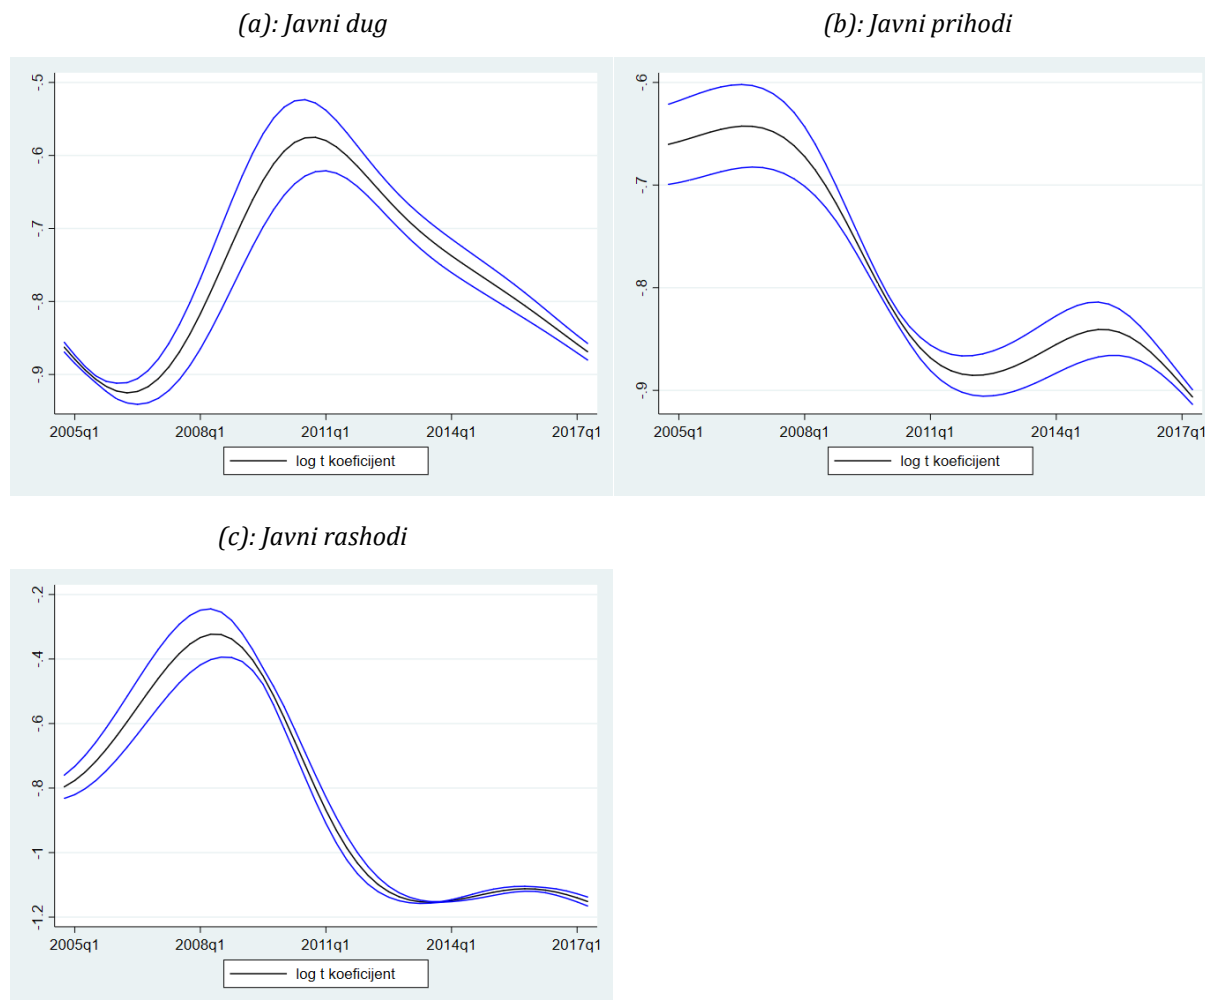 (a): Javni dug
-.5
-.6
-.7
-.8
-.9
2005q1 2008q1 2011q1 2014q1 2017q1
log t koeficijent
(b): Javni prihodi
-.6
-.7
-.8
-.9
2005q1 2008q1 2011q1 2014q1 2017q1
log t koeficijent
(c): Javni rashodi
-.2
-.4
-.6
-.8
-1
-1.2
2005q1 2008q1 2011q1 2014q1 2017q1
log t koeficijent